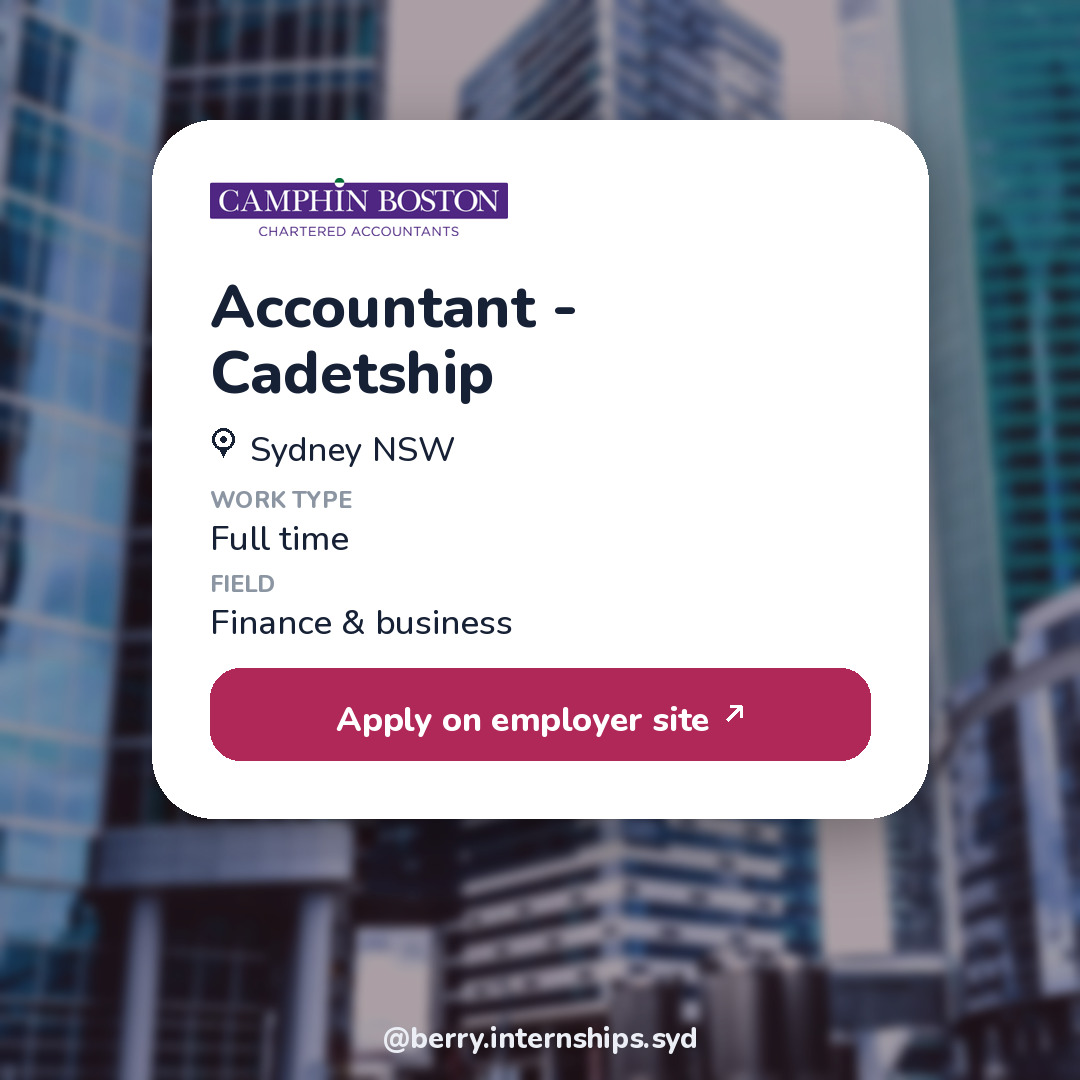 CAMPHIN BOSTON
CHARTERED ACCOUNTANTS
Accountant -
Cadetship
Sydney NSW
WORK TYPE
Full time
FIELD
Finance & business
Apply on employer site
@berry.internships.syd